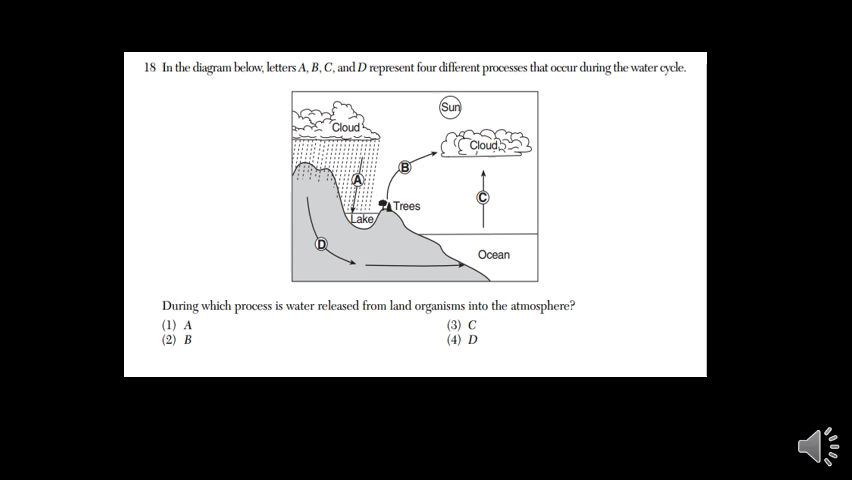 18 In the diagram below, letters A, B, C, and D represent four different processes that occur during the water cycle.
Sun
Cloud
Cloud
B
A
C
Trees
Lake
D
Ocean
During which process is water released from land organisms into the atmosphere?
(1) A
(3) C
(2) B
(4) D